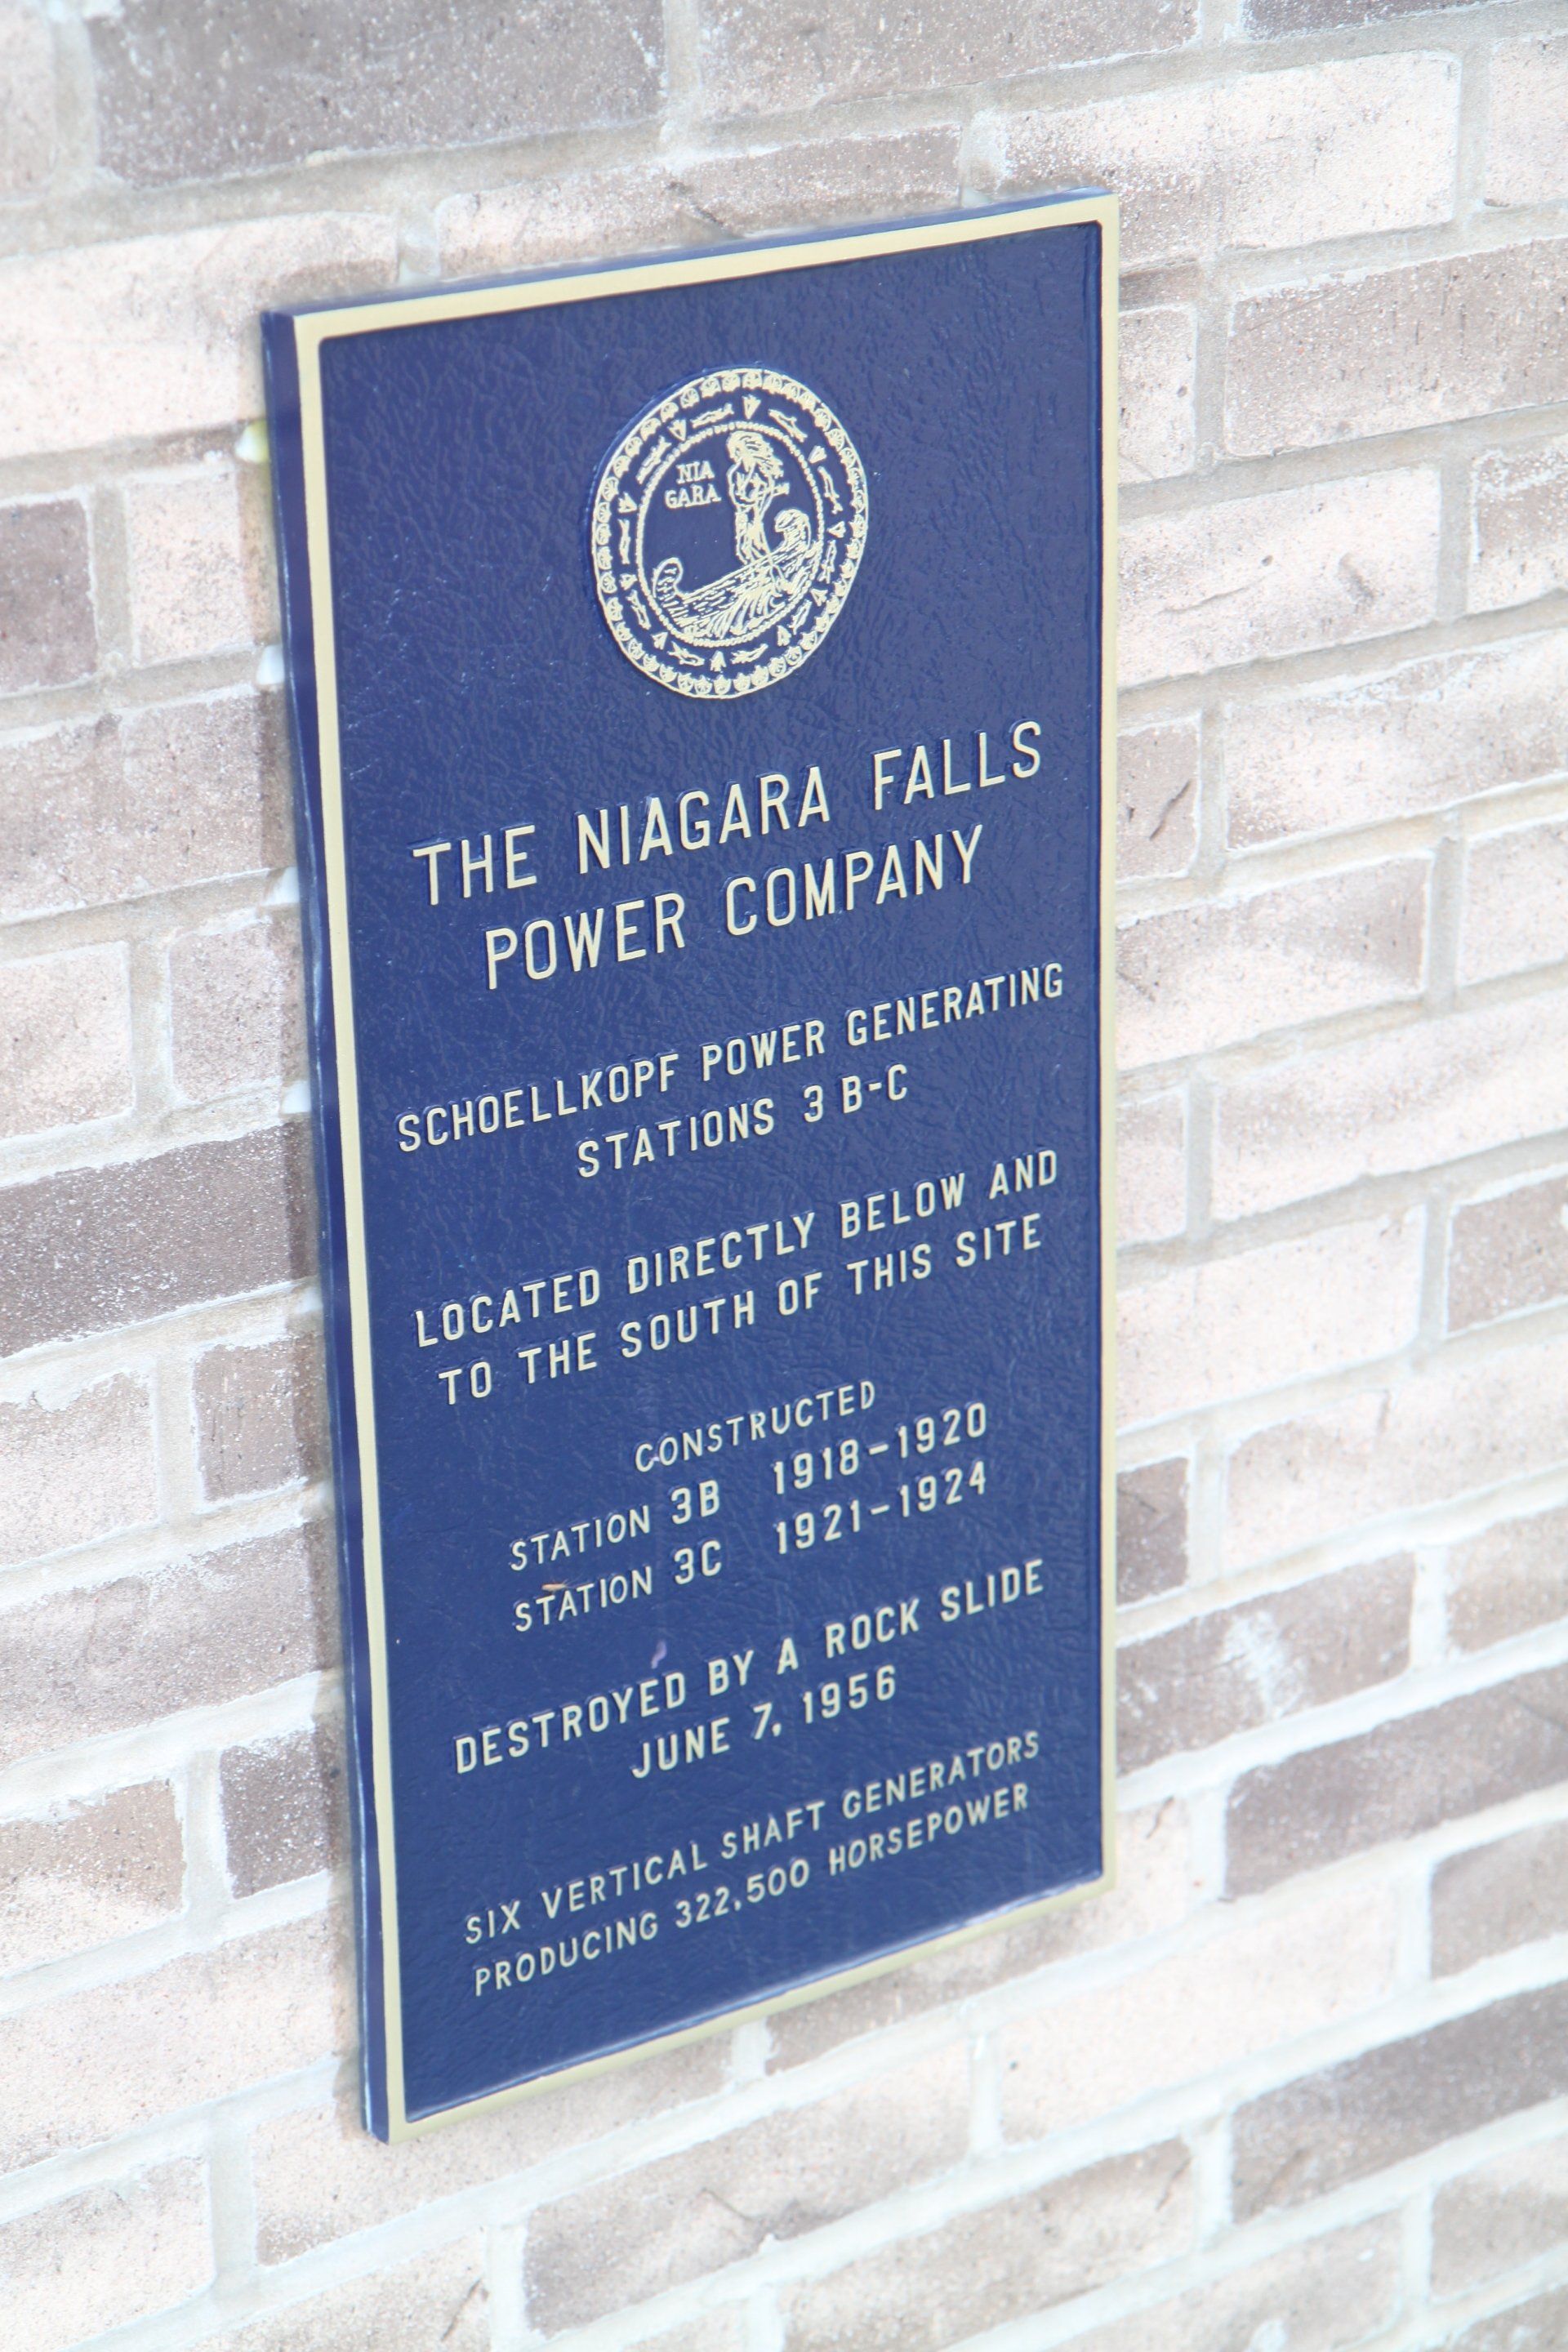 NIA
GARA
THE NIAGARA FALLS
POWER COMPANY
SCHOELLKOPF POWER GENERATING
STATIONS 3 B-C
LOCATED DIRECTLY BELOW AND
TO THE SOUTH OF THIS SITE
CONSTRUCTED
STATION 3B 1918-1920
STATION 3C 1921-1924
DESTROYED BY A ROCK SLIDE
JUNE 7, 1956
SIX VERTICAL SHAFT GENERATORS
PRODUCING 322,500 HORSEPOWER